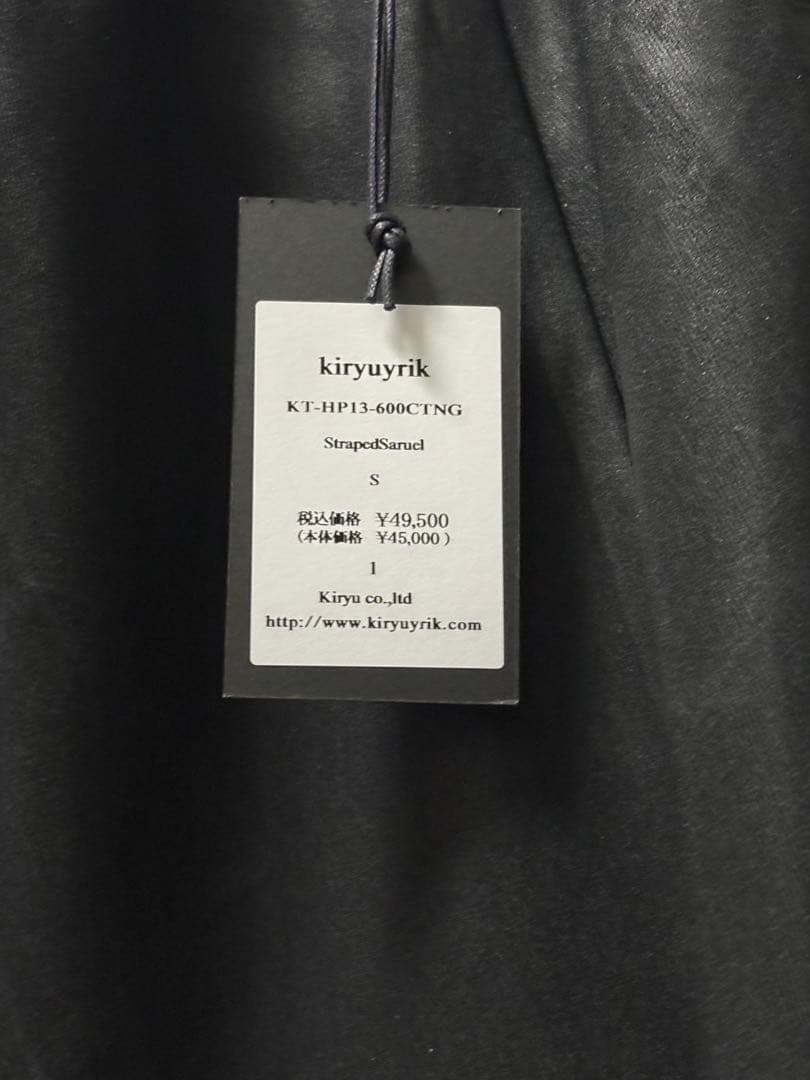 kiryuyrik
KT-HP13-600CTNG
StrapedSaruel
S
税込価格 ¥49,500
(本体価格 ¥45,000 )
1
Kiryu co.,ltd
http://www.kiryuyrik.com